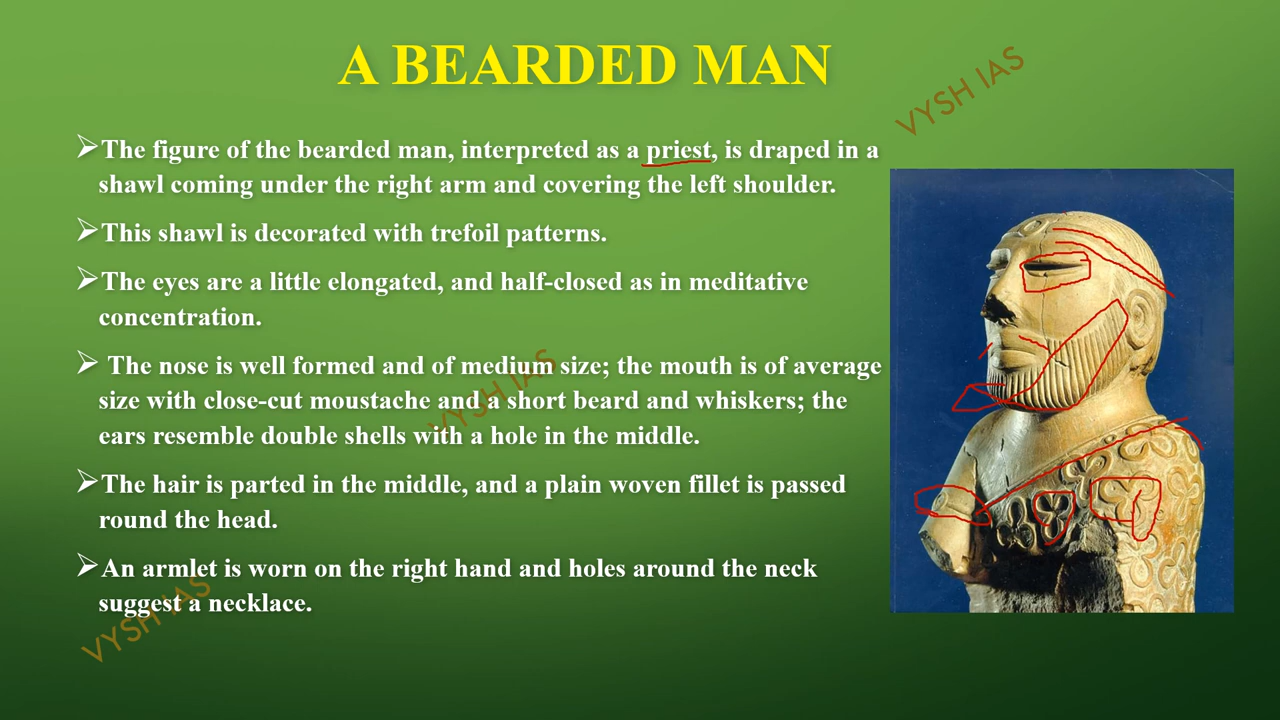 A BEARDED MAN
VYSH IAS
➢The figure of the bearded man, interpreted as a priest, is draped in a
shawl coming under the right arm and covering the left shoulder.
➢This shawl is decorated with trefoil patterns.
➢The eyes are a little elongated, and half-closed as in meditative
concentration.
➢ The nose is well formed and of medium size; the mouth is of average
size with close-cut moustache and a short beard and whiskers; the
ears resemble double shells with a hole in the middle.
VYSH IAS
➢The hair is parted in the middle, and a plain woven fillet is passed
round the head.
➢An armlet is worn on the right hand and holes around the neck
suggest a necklace.
VYSH IAS